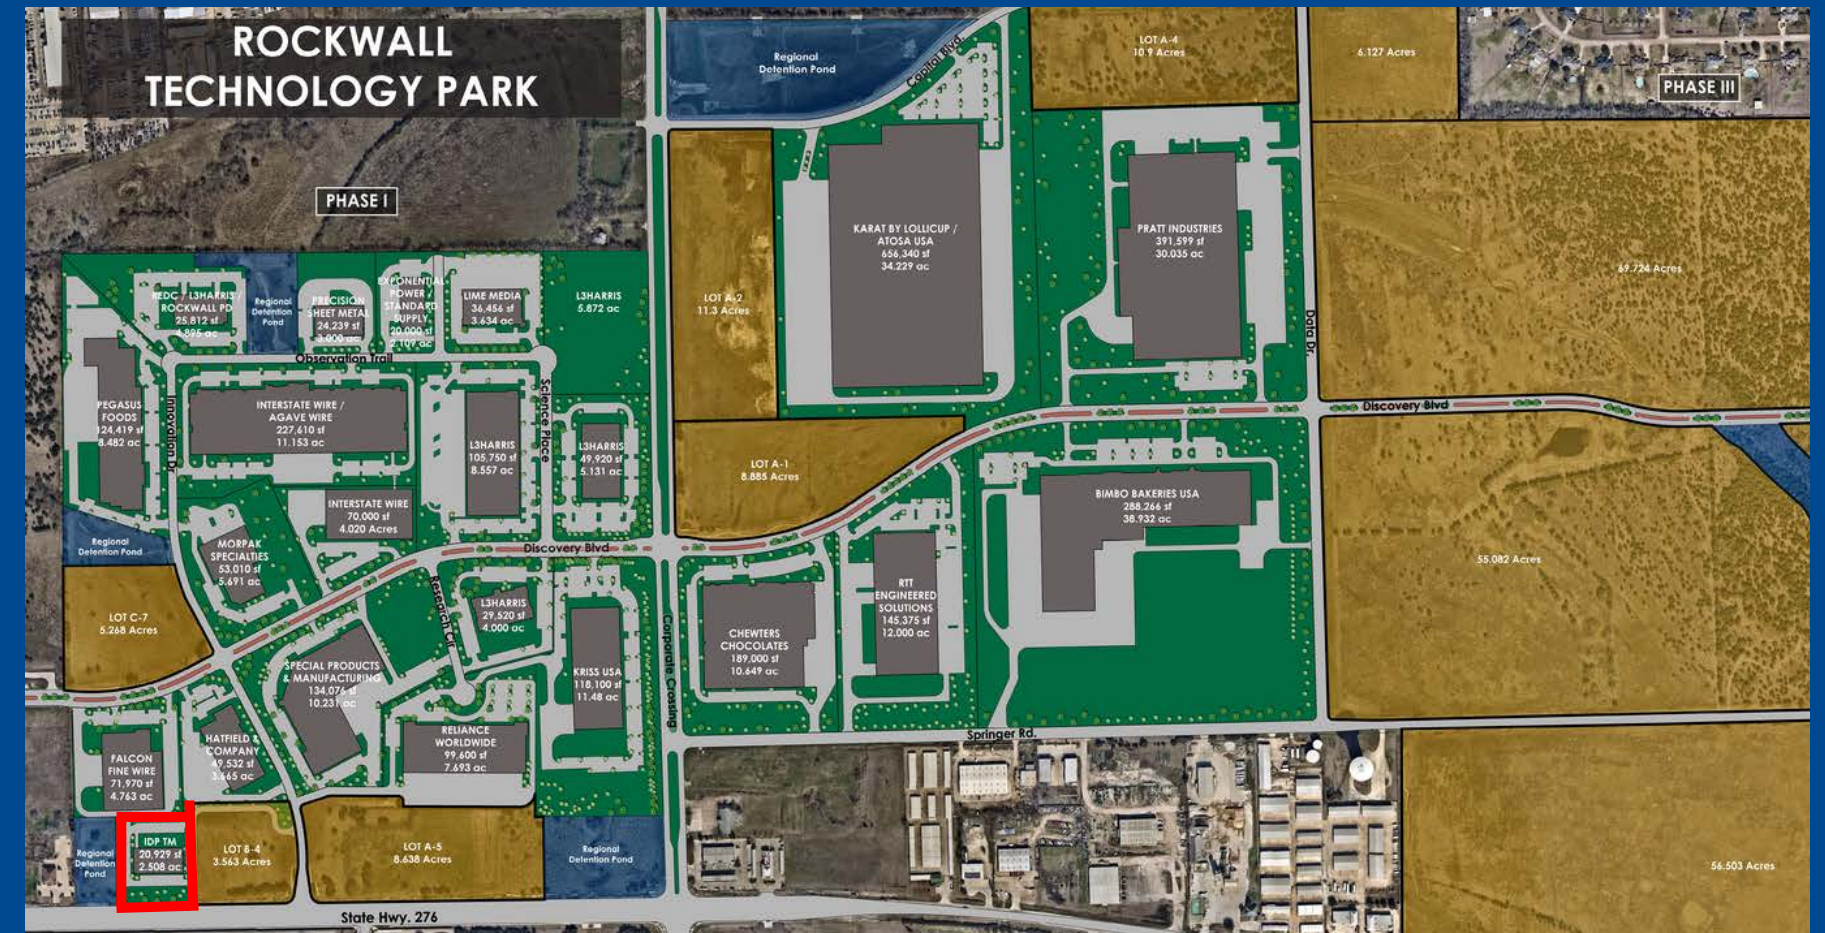 ROCKWALL
TECHNOLOGY PARK
PHASE I
Regional
Detention Pond
Capital Blvd.
LOT A-4
10.9 Acres
6.127 Acres
PHASE III
KARAT BY LOLLICUP /
ATOSA USA
656,340 sf
34.229 ac
PRATT INDUSTRIES
391,599 sf
30.035 ac
69.724 Acres
LOT A-2
11.3 Acres
Data Dr.
REDC / L3HARRIS /
ROCKWALL PD
25,812 sf
4.895 ac
Regional
Detention
Pond
PRECISION
SHEET METAL
24,239 sf
3.000 ac
EXPONENTIAL
POWER /
STANDARD
SUPPLY
20,000 sf
2.109 ac
LIME MEDIA
36,456 sf
3.634 ac
L3HARRIS
5.872 ac
Observation Trail
PEGASUS
FOODS
124,419 sf
8.482 ac
Innovation Dr.
INTERSTATE WIRE /
AGAVE WIRE
227,610 sf
11.153 ac
L3HARRIS
105,750 sf
8.557 ac
Science Place
L3HARRIS
49,920 sf
5.131 ac
LOT A-1
8.885 Acres
Discovery Blvd
INTERSTATE WIRE
70,000 sf
4.020 Acres
BIMBO BAKERIES USA
288,266 sf
38.932 ac
55.082 Acres
Regional
Detention Pond
MORPAK
SPECIALTIES
53,010 sf
5.691 ac
Discovery Blvd
Research Cir.
L3HARRIS
29,520 sf
4.000 ac
RTT
ENGINEERED
SOLUTIONS
145,375 sf
12.000 ac
LOT C-7
5.268 Acres
CHEWTERS
CHOCOLATES
189,000 sf
10.649 ac
Corporate Crossing
SPECIAL PRODUCTS
& MANUFACTURING
134,076 sf
10.231 ac
KRISS USA
118,100 sf
11.48 ac
HATFIELD &
COMPANY
49,532 sf
3.665 ac
RELIANCE
WORLDWIDE
99,600 sf
7.693 ac
Springer Rd.
FALCON
FINE WIRE
71,970 sf
4.763 ac
IDP TM
20,929 sf
2.508 ac
Regional
Detention
Pond
LOT B-4
3.563 Acres
LOT A-5
8.638 Acres
Regional
Detention Pond
56.503 Acres
State Hwy. 276